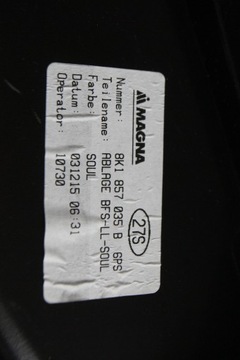 MAGNA
27S
Nummer: 8K1 857 035 B 6PS
Teilename: ABLAGE BFS-LL-SOUL
Farbe: SOUL
031215 06:31
Operator: 10730